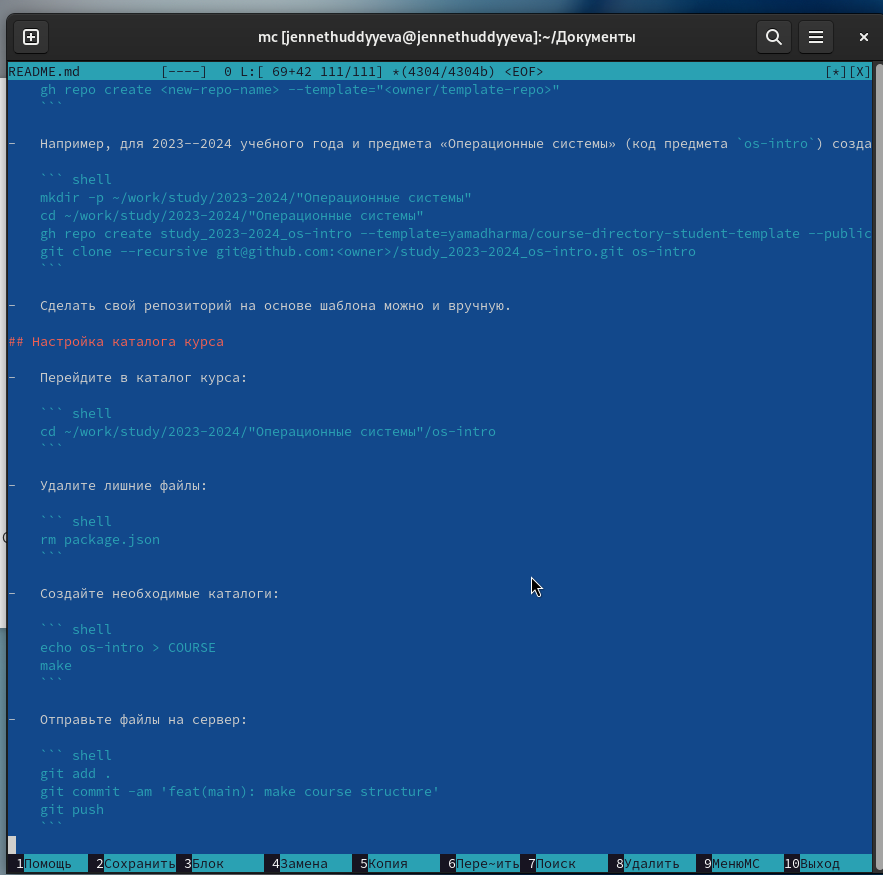 mc [jennethuddyyeva@jennethuddyyeva]:~/Документы
README.md [----] 0 L:[ 69+42 111/111] *(4304/4304b) <EOF> [*][X]
gh repo create <new-repo-name> --template="<owner/template-repo>"
```
- Например, для 2023--2024 учебного года и предмета «Операционные системы» (код предмета `os-intro`) созда
``` shell
mkdir -p ~/work/study/2023-2024/"Операционные системы"
cd ~/work/study/2023-2024/"Операционные системы"
gh repo create study_2023-2024_os-intro --template=yamadharma/course-directory-student-template --public
git clone --recursive git@github.com:<owner>/study_2023-2024_os-intro.git os-intro
```
- Сделать свой репозиторий на основе шаблона можно и вручную.
## Настройка каталога курса
- Перейдите в каталог курса:
``` shell
cd ~/work/study/2023-2024/"Операционные системы"/os-intro
```
- Удалите лишние файлы:
``` shell
rm package.json
```
- Создайте необходимые каталоги:
``` shell
echo os-intro > COURSE
make
```
- Отправьте файлы на сервер:
``` shell
git add .
git commit -am 'feat(main): make course structure'
git push
```
1Помощь 2Сохранить 3Блок 4Замена 5Копия 6Пере~ить 7Поиск 8Удалить 9МенюMC 10Выход